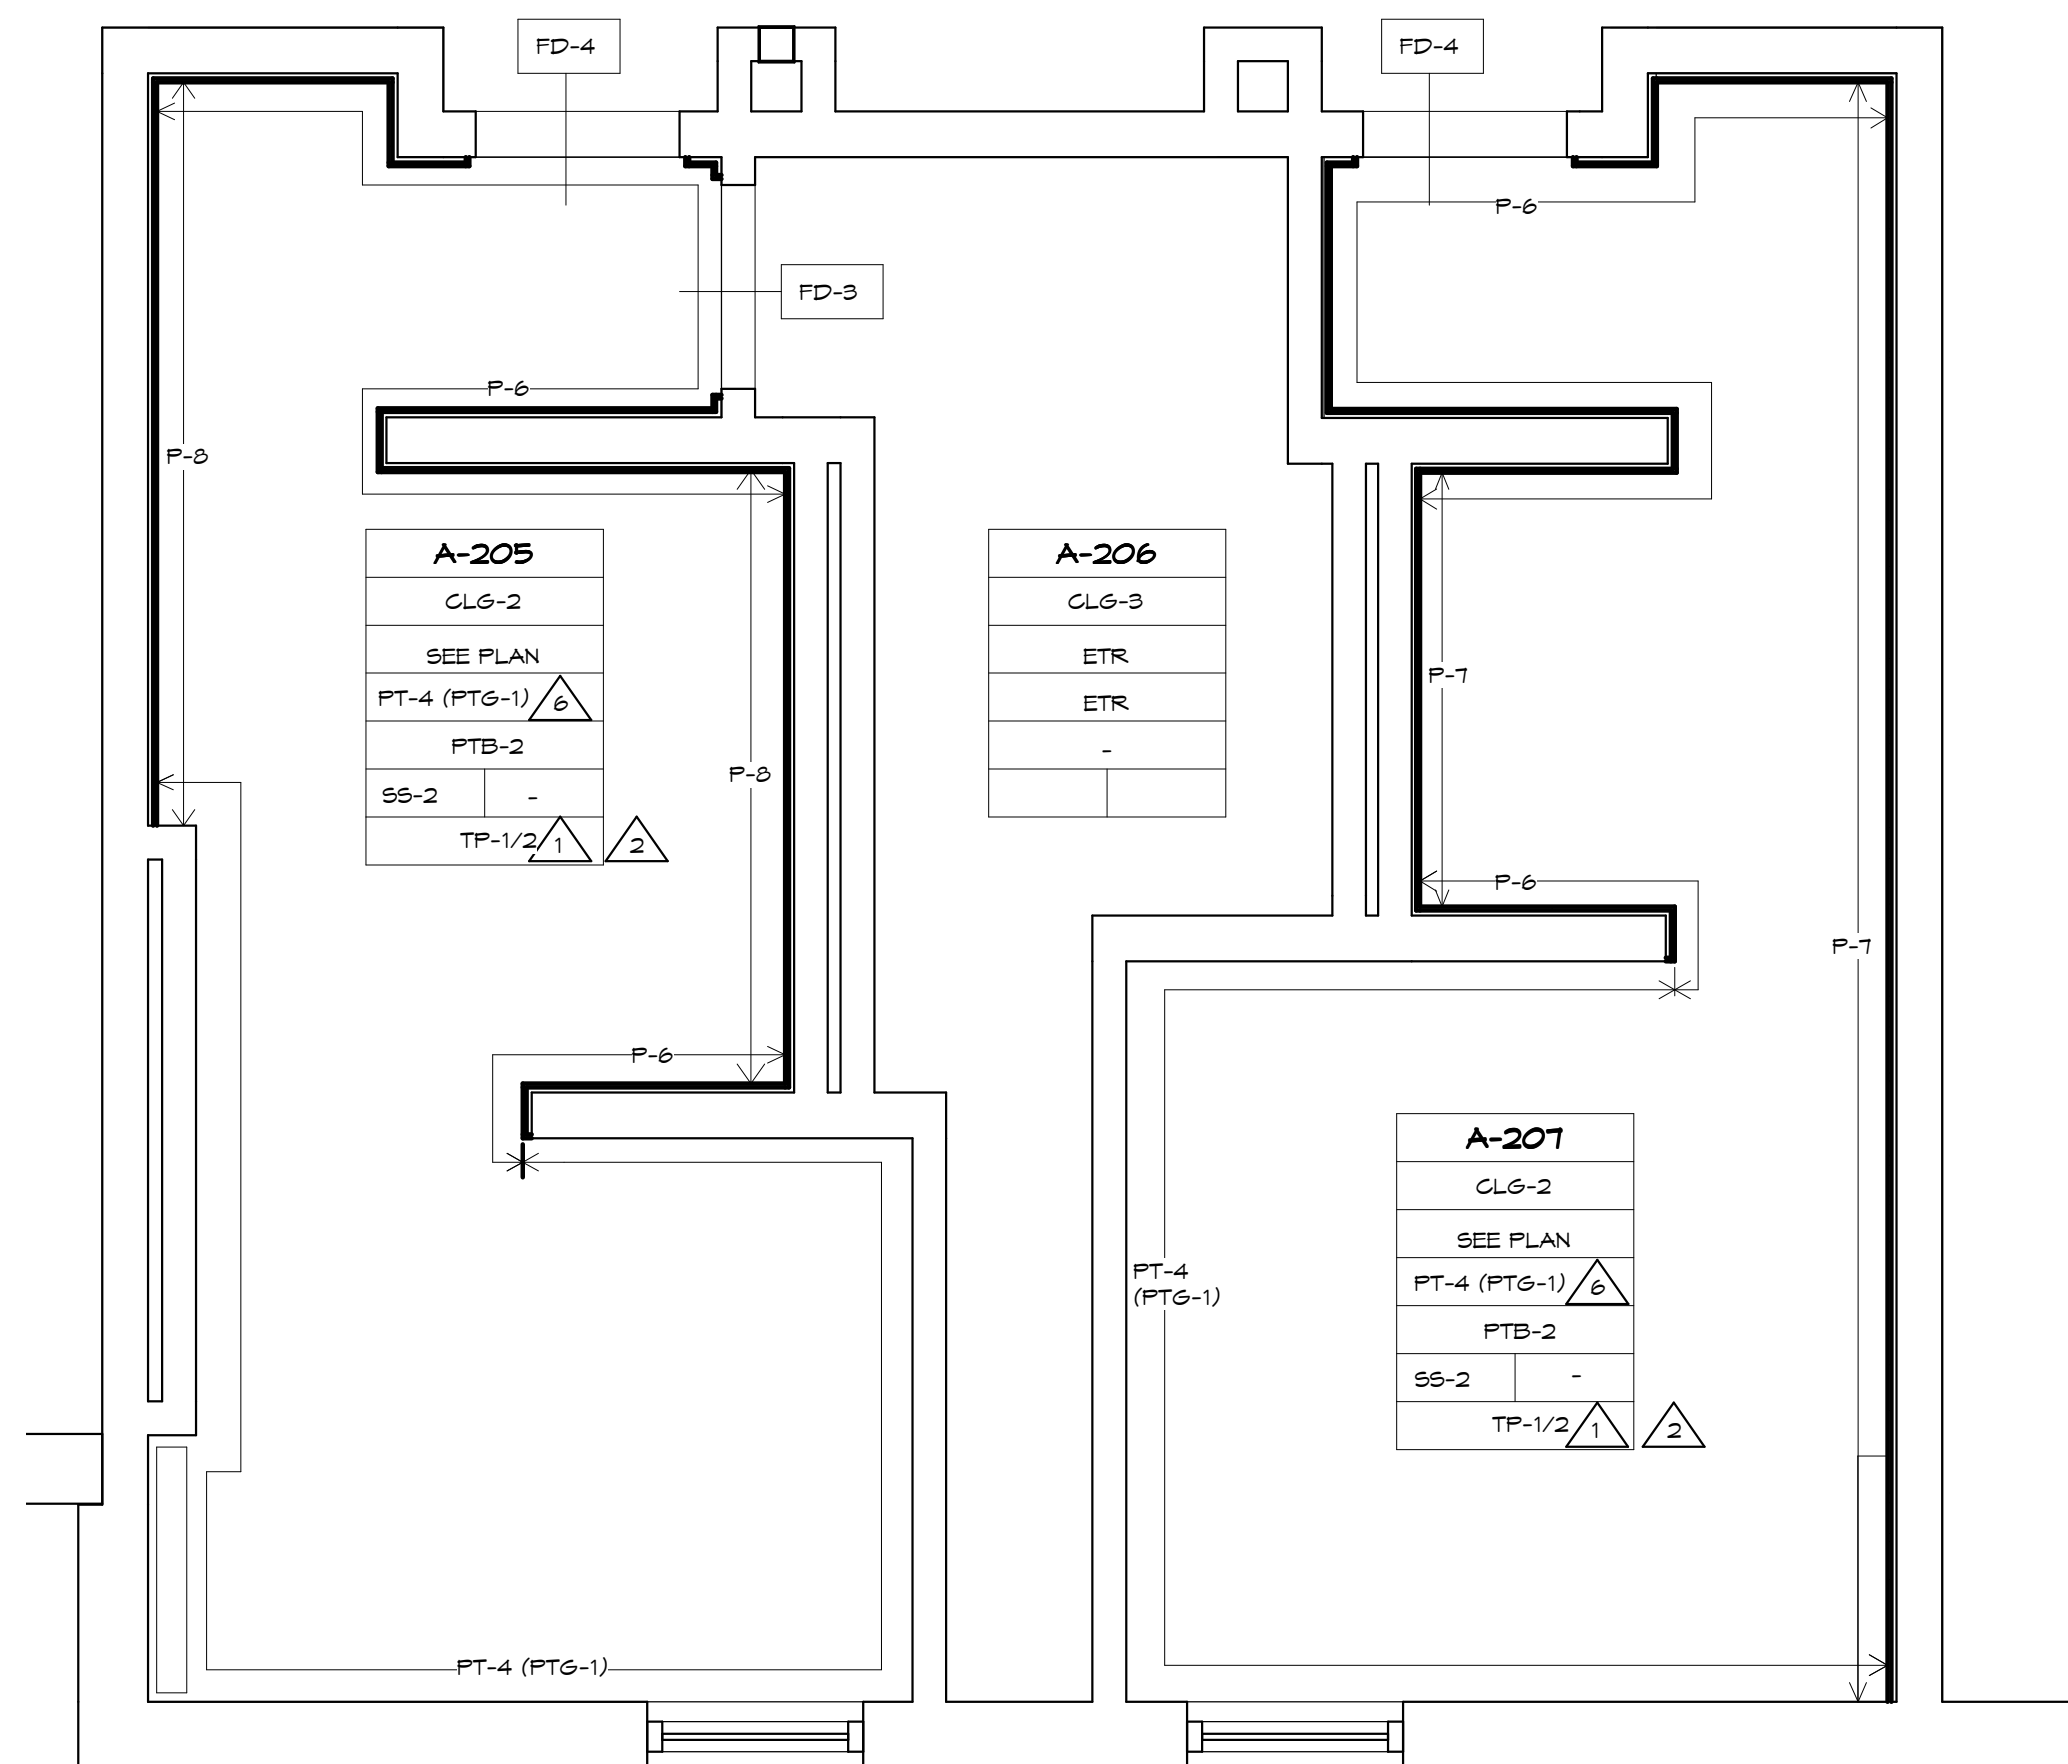 FD-4
FD-4
P-6
FD-3
P-6
P-8
A-205
CLG-2
SEE PLAN
PT-4 (PTG-1) 6
PTB-2
SS-2 -
TP-1/2 1 2
A-206
CLG-3
ETR
ETR
-
P-7
P-8
P-6
P-7
P-6
A-207
CLG-2
SEE PLAN
PT-4 (PTG-1) 6
PTB-2
SS-2 -
TP-1/2 1 2
PT-4
(PTG-1)
PT-4 (PTG-1)